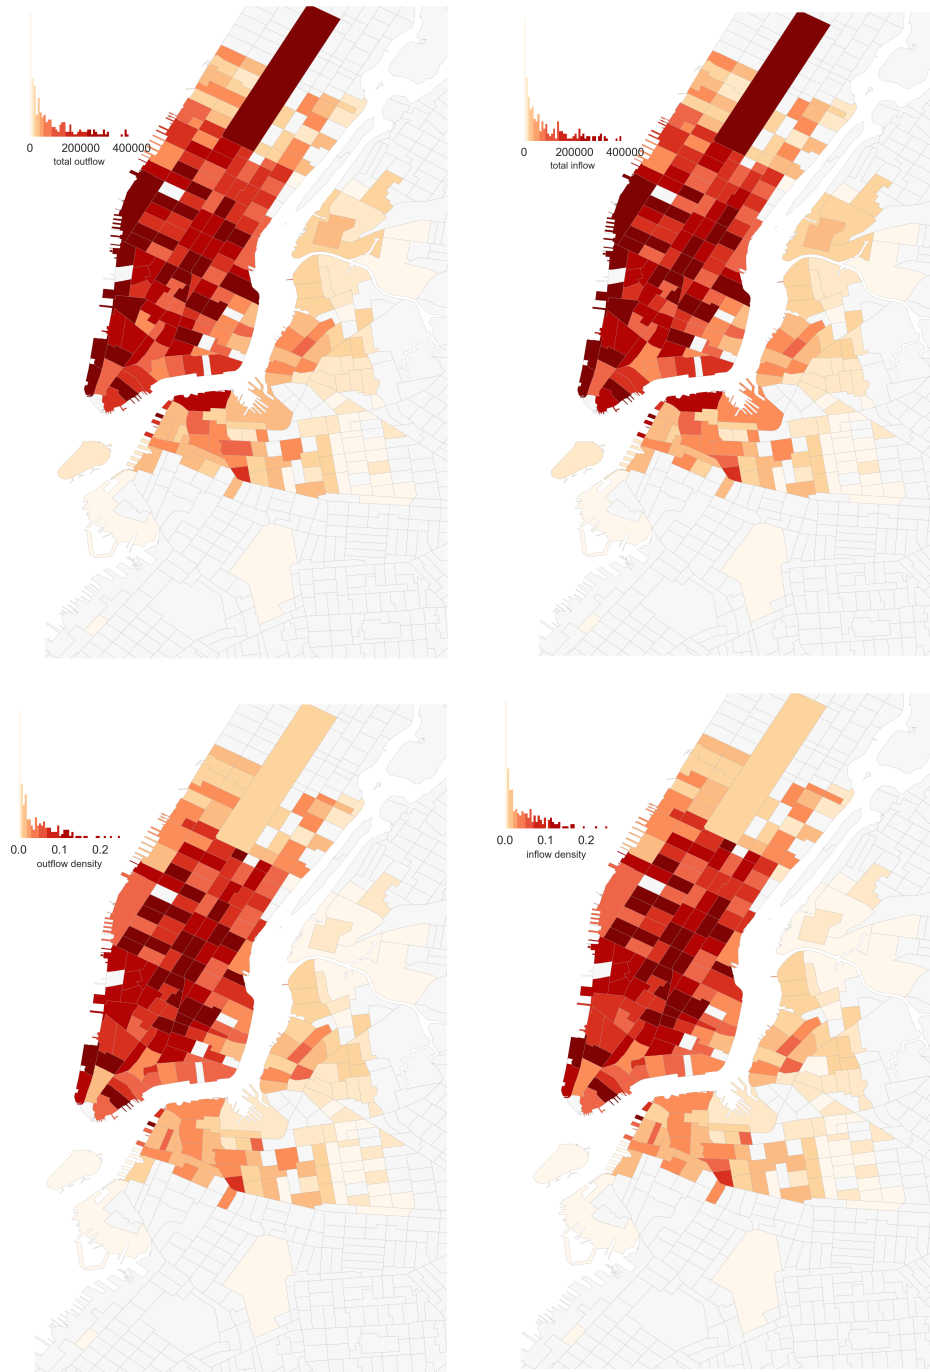 0 200000 400000
total outflow
0 200000 400000
total inflow
0.0 0.1 0.2
outflow density
0.0 0.1 0.2
inflow density